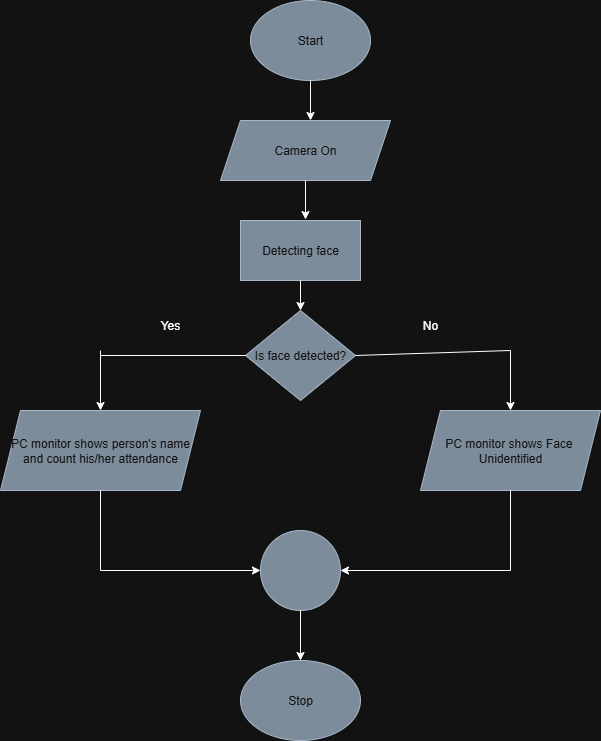 Start
Camera On
Detecting face
Yes
No
Is face detected?
PC monitor shows person's name
and count his/her attendance
PC monitor shows Face
Unidentified
Stop